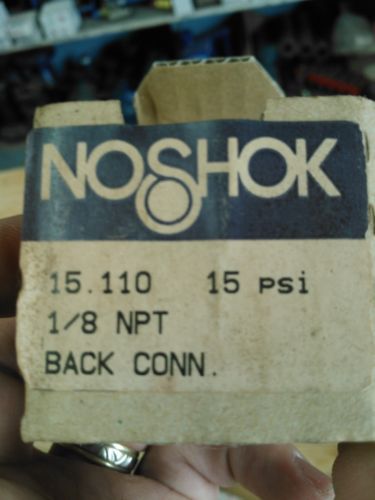 NOSHOK
15.110 15 psi
1/8 NPT
BACK CONN.